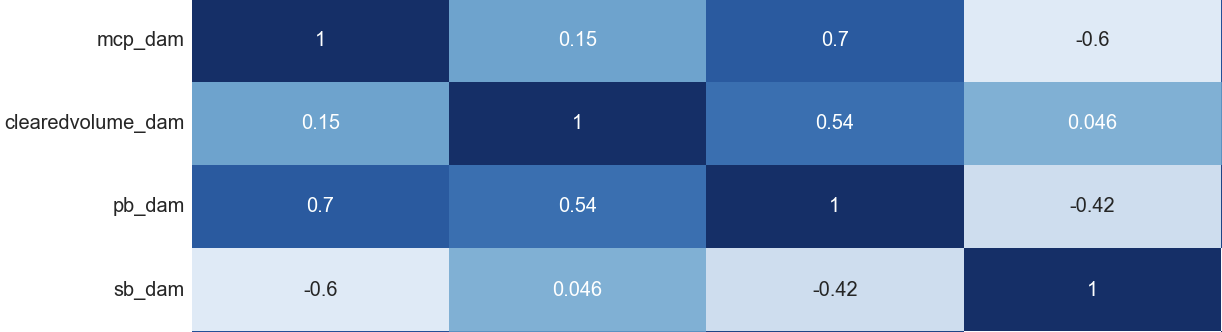 mcp_dam 1 0.15 0.7 -0.6
clearedvolume_dam 0.15 1 0.54 0.046
pb_dam 0.7 0.54 1 -0.42
sb_dam -0.6 0.046 -0.42 1